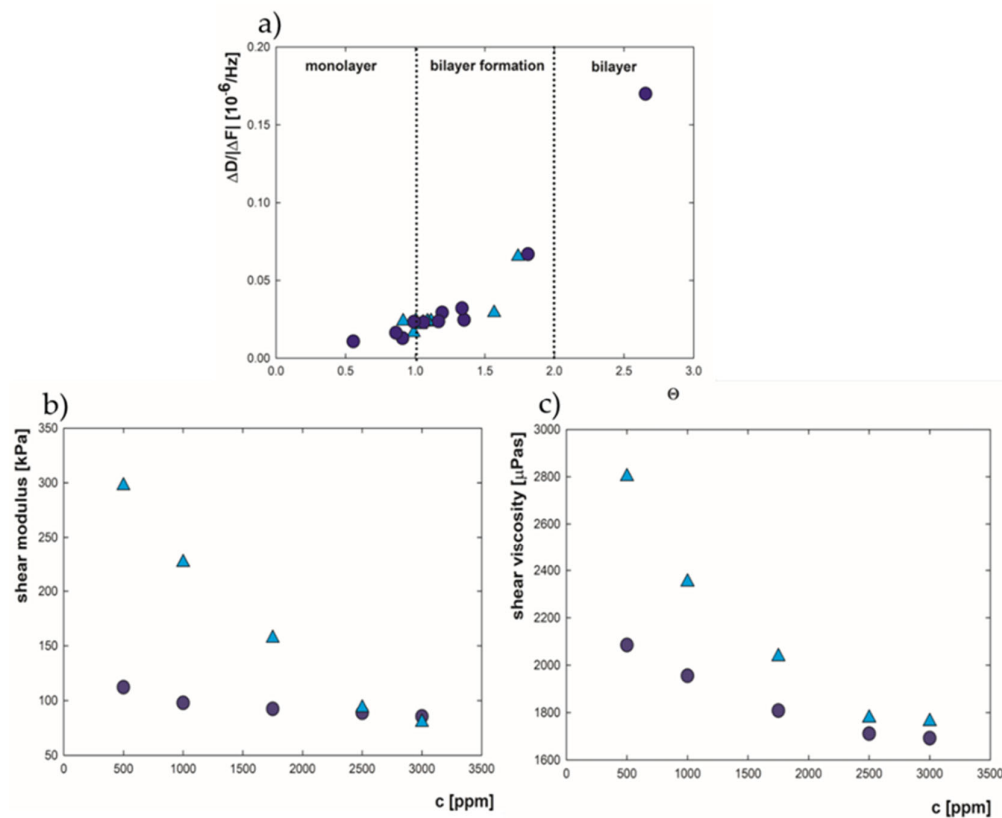 a)
ΔD/|ΔF| [10⁻⁶/Hz]
monolayer
bilayer formation
bilayer
0.20
0.15
0.10
0.05
0.00
0.0 0.5 1.0 1.5 2.0 2.5 3.0
Θ
b)
shear modulus [kPa]
350
300
250
200
150
100
50
0 500 1000 1500 2000 2500 3000 3500
c [ppm]
c)
shear viscosity [µPas]
3000
2800
2600
2400
2200
2000
1800
1600
0 500 1000 1500 2000 2500 3000 3500
c [ppm]